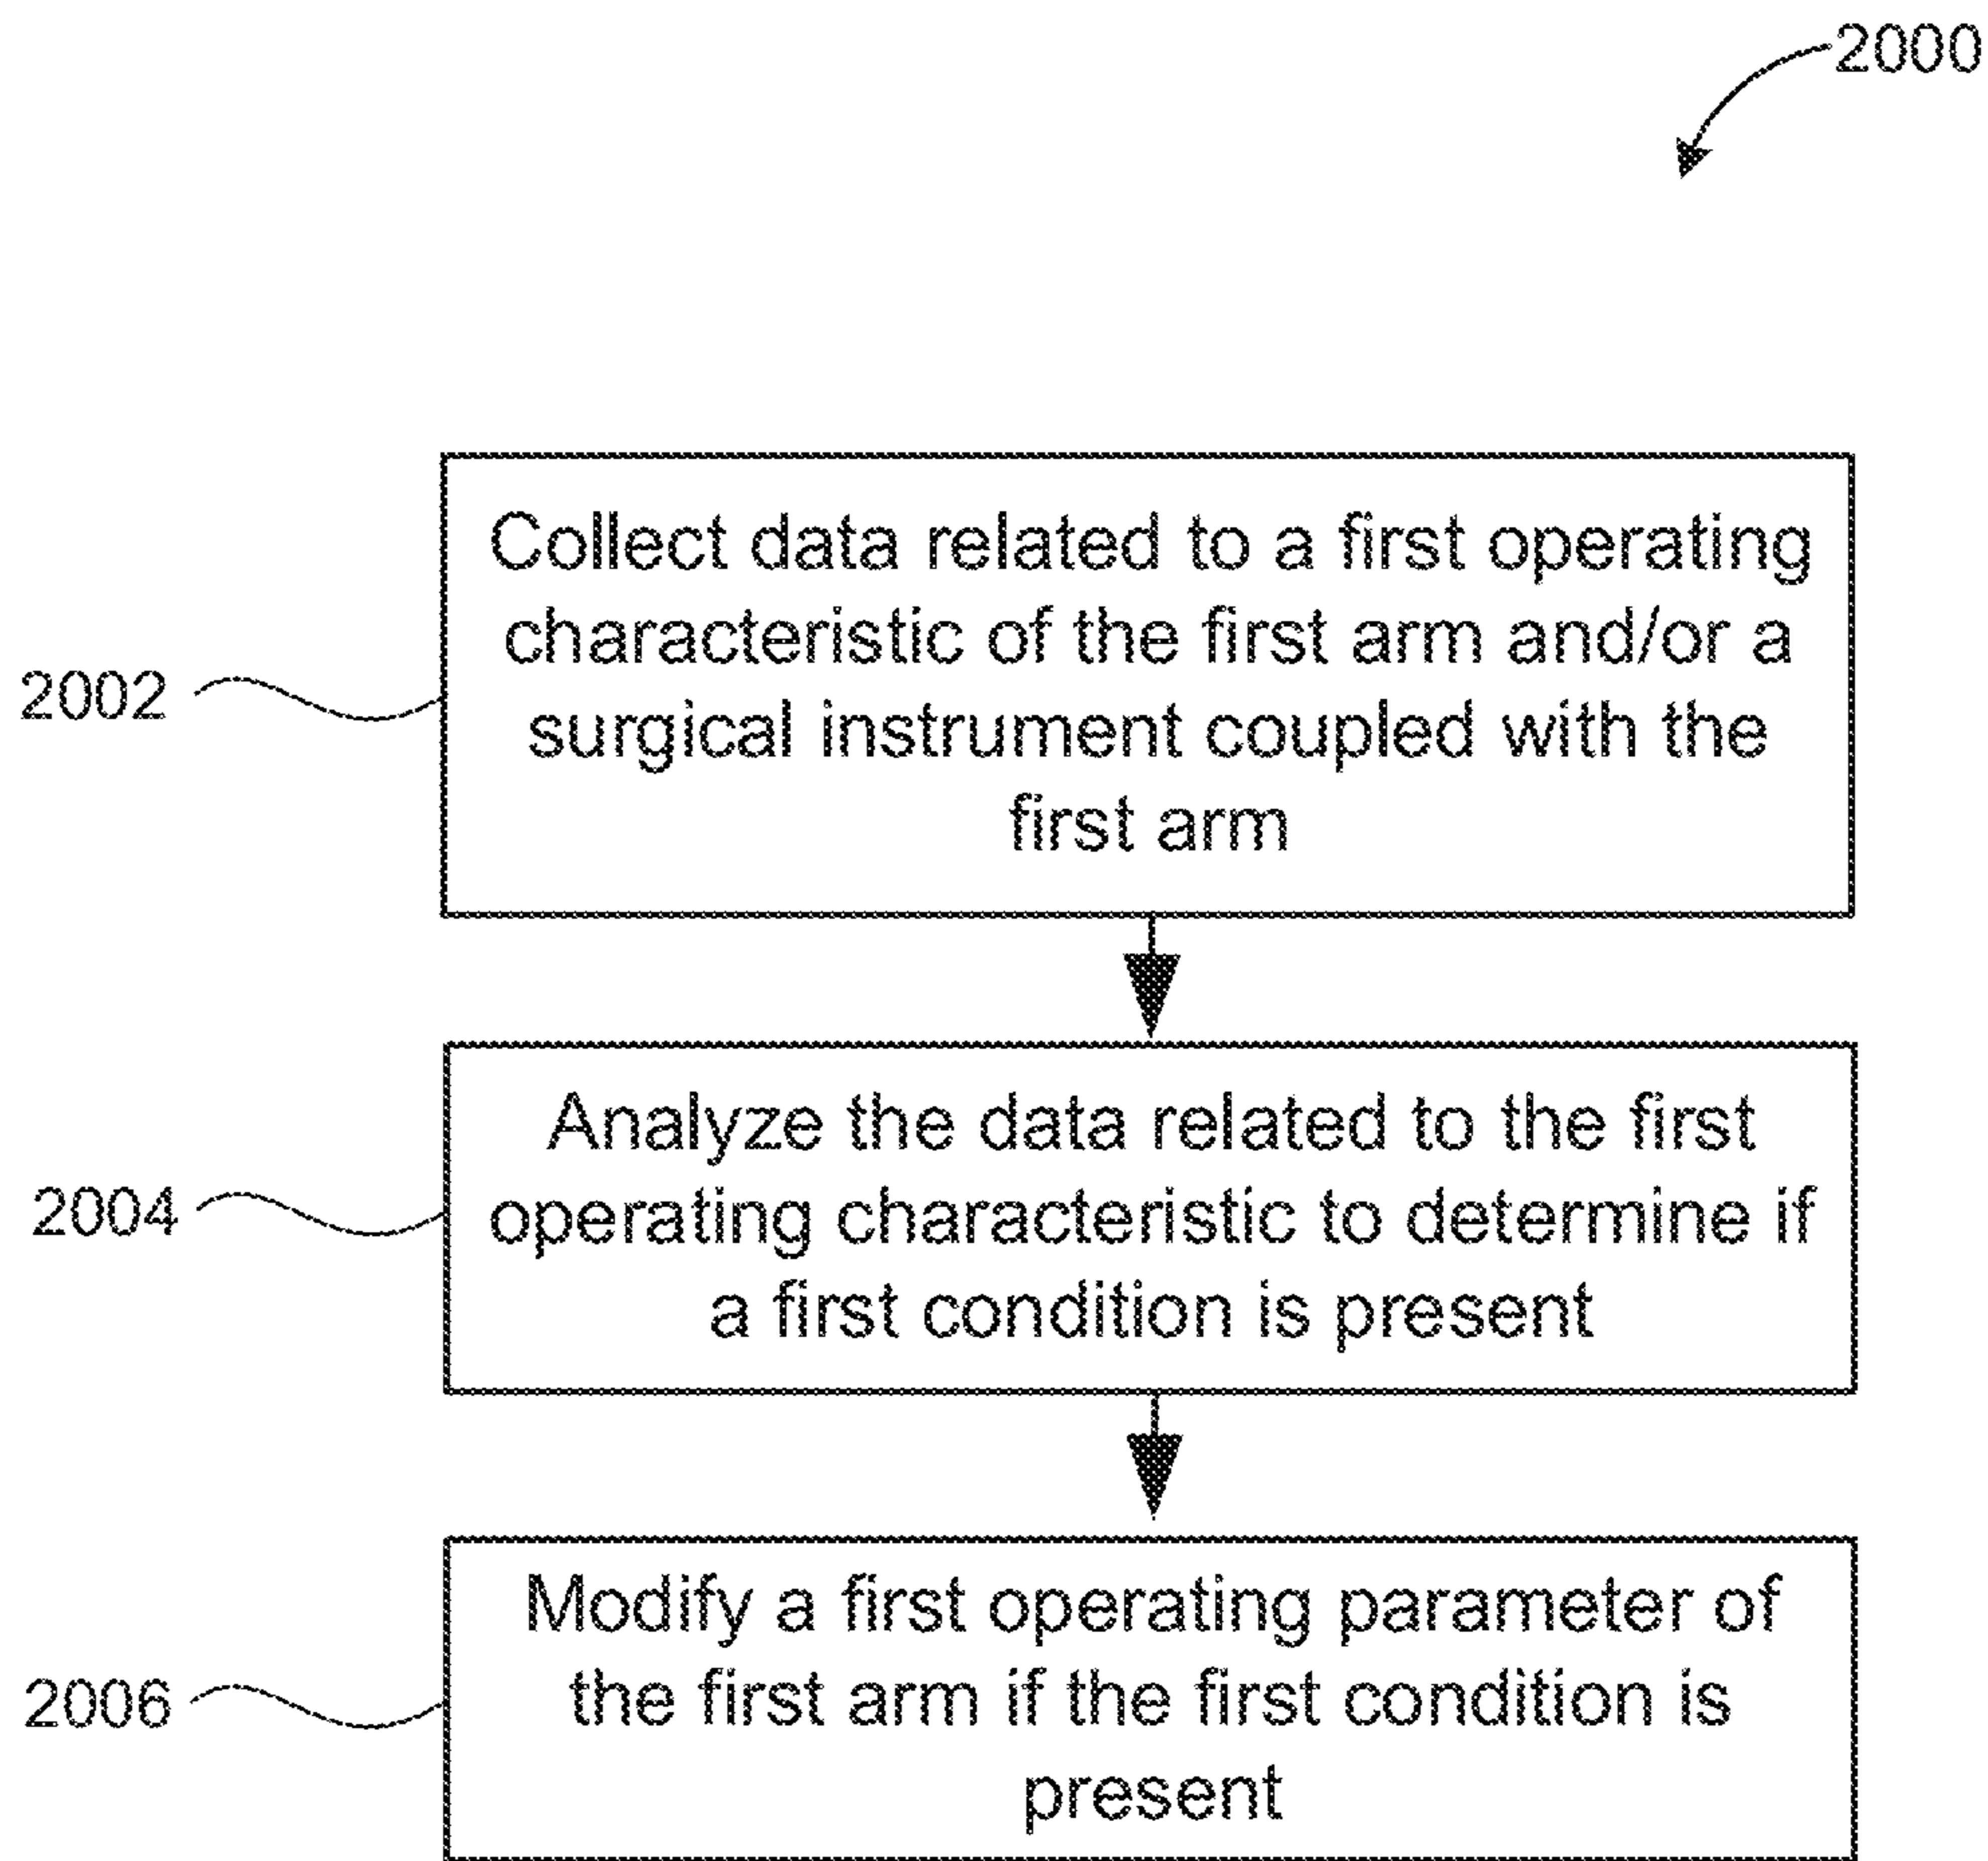 2000
Collect data related to a first operating
characteristic of the first arm and/or a
surgical instrument coupled with the
first arm
2002
Analyze the data related to the first
operating characteristic to determine if
a first condition is present
2004
Modify a first operating parameter of
the first arm if the first condition is
present
2006